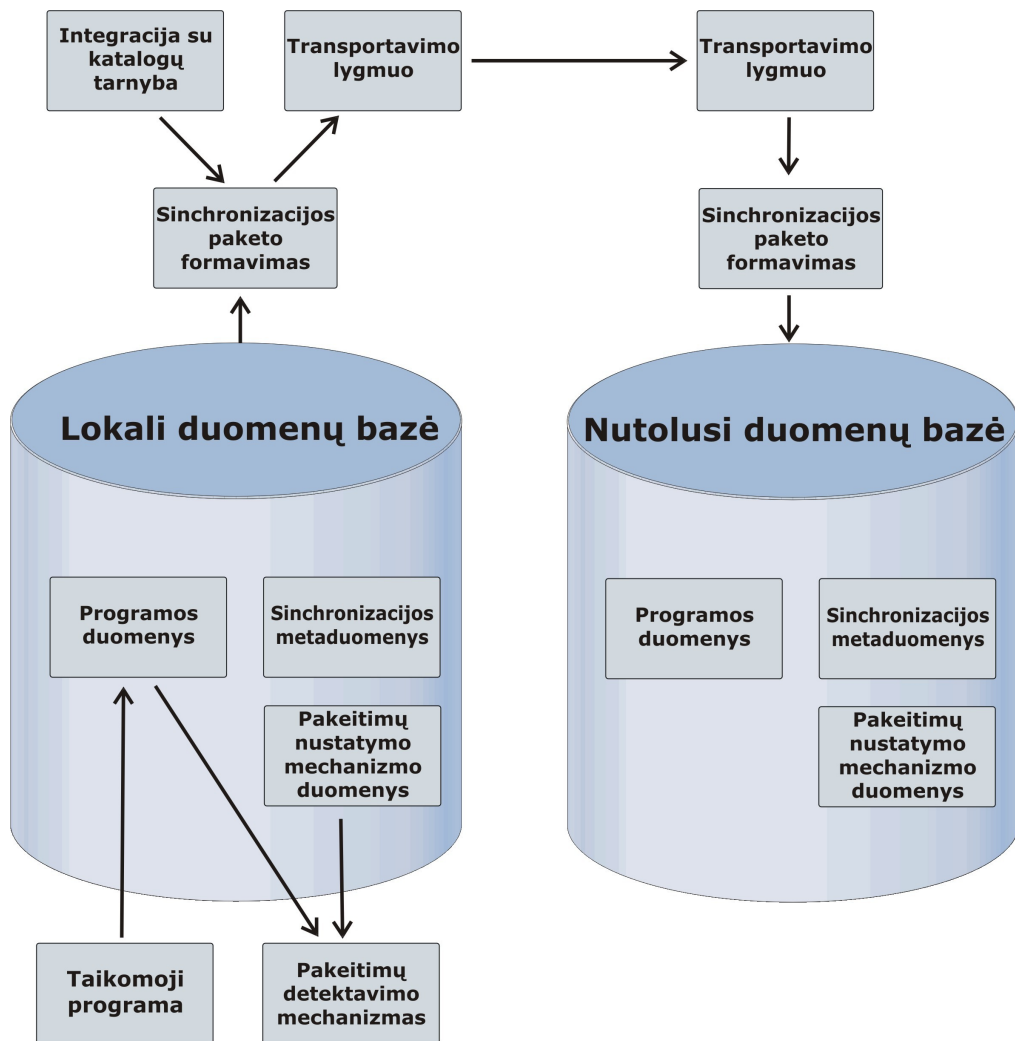 Integracija su
katalogų
tarnyba
Transportavimo
lygmuo
Transportavimo
lygmuo
Sinchronizacijos
paketo
formavimas
Sinchronizacijos
paketo
formavimas
Lokali duomenų bazė
Nutolusi duomenų bazė
Programos
duomenys
Sinchronizacijos
metaduomenys
Pakeitimų
nustatymo
mechanizmo
duomenys
Programos
duomenys
Sinchronizacijos
metaduomenys
Pakeitimų
nustatymo
mechanizmo
duomenys
Taikomoji
programa
Pakeitimų
detektavimo
mechanizmas